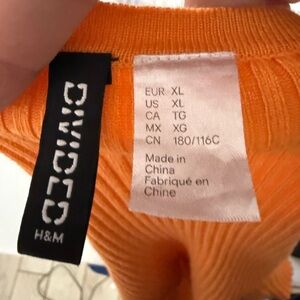 DIVIDED
H&M
EUR XL
US XL
CA TG
MX XG
CN 180/116C
Made in
China
Fabriqué en
Chine